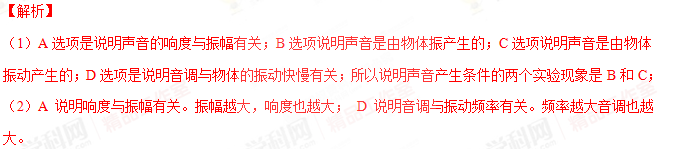 【解析】
（1）A 选项是说明声音的响度与振幅有关；B 选项说明声音是由物体振产生的；C 选项说明声音是由物体
振动产生的；D 选项是说明音调与物体的振动快慢有关；所以说明声音产生条件的两个实验现象是 B 和 C；
（2）A 说明响度与振幅有关。振幅越大，响度也越大； D 说明音调与振动频率有关。频率越大音调也越
大。